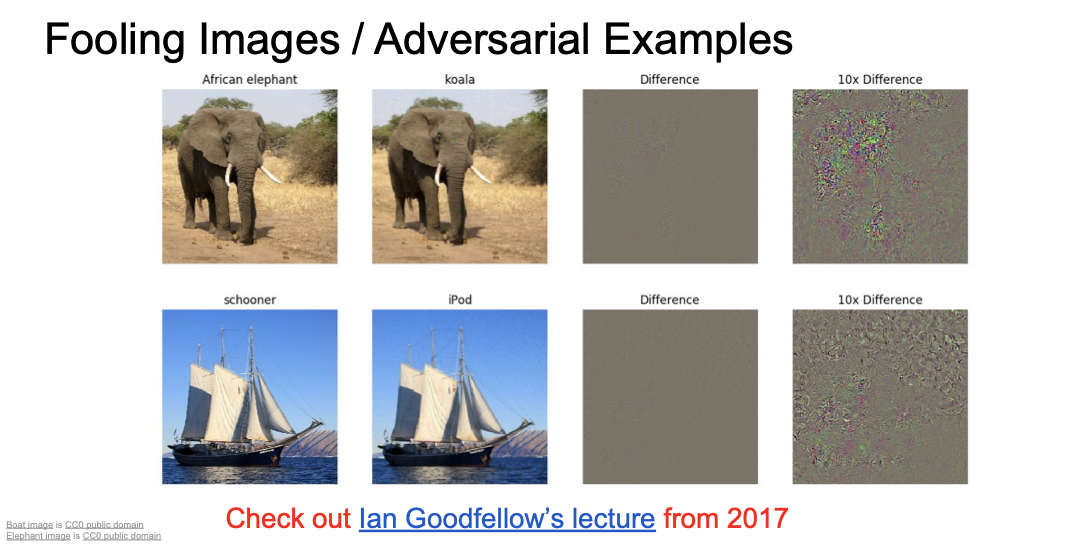 Fooling Images / Adversarial Examples
African elephant koala Difference 10x Difference
schooner iPod Difference 10x Difference
Check out Ian Goodfellow's lecture from 2017
Boat image is CC0 public domain
Elephant image is CC0 public domain